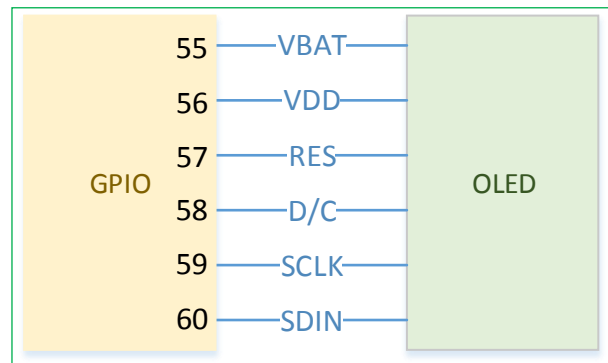 55 VBAT
56 VDD
57 RES
GPIO OLED
58 D/C
59 SCLK
60 SDIN